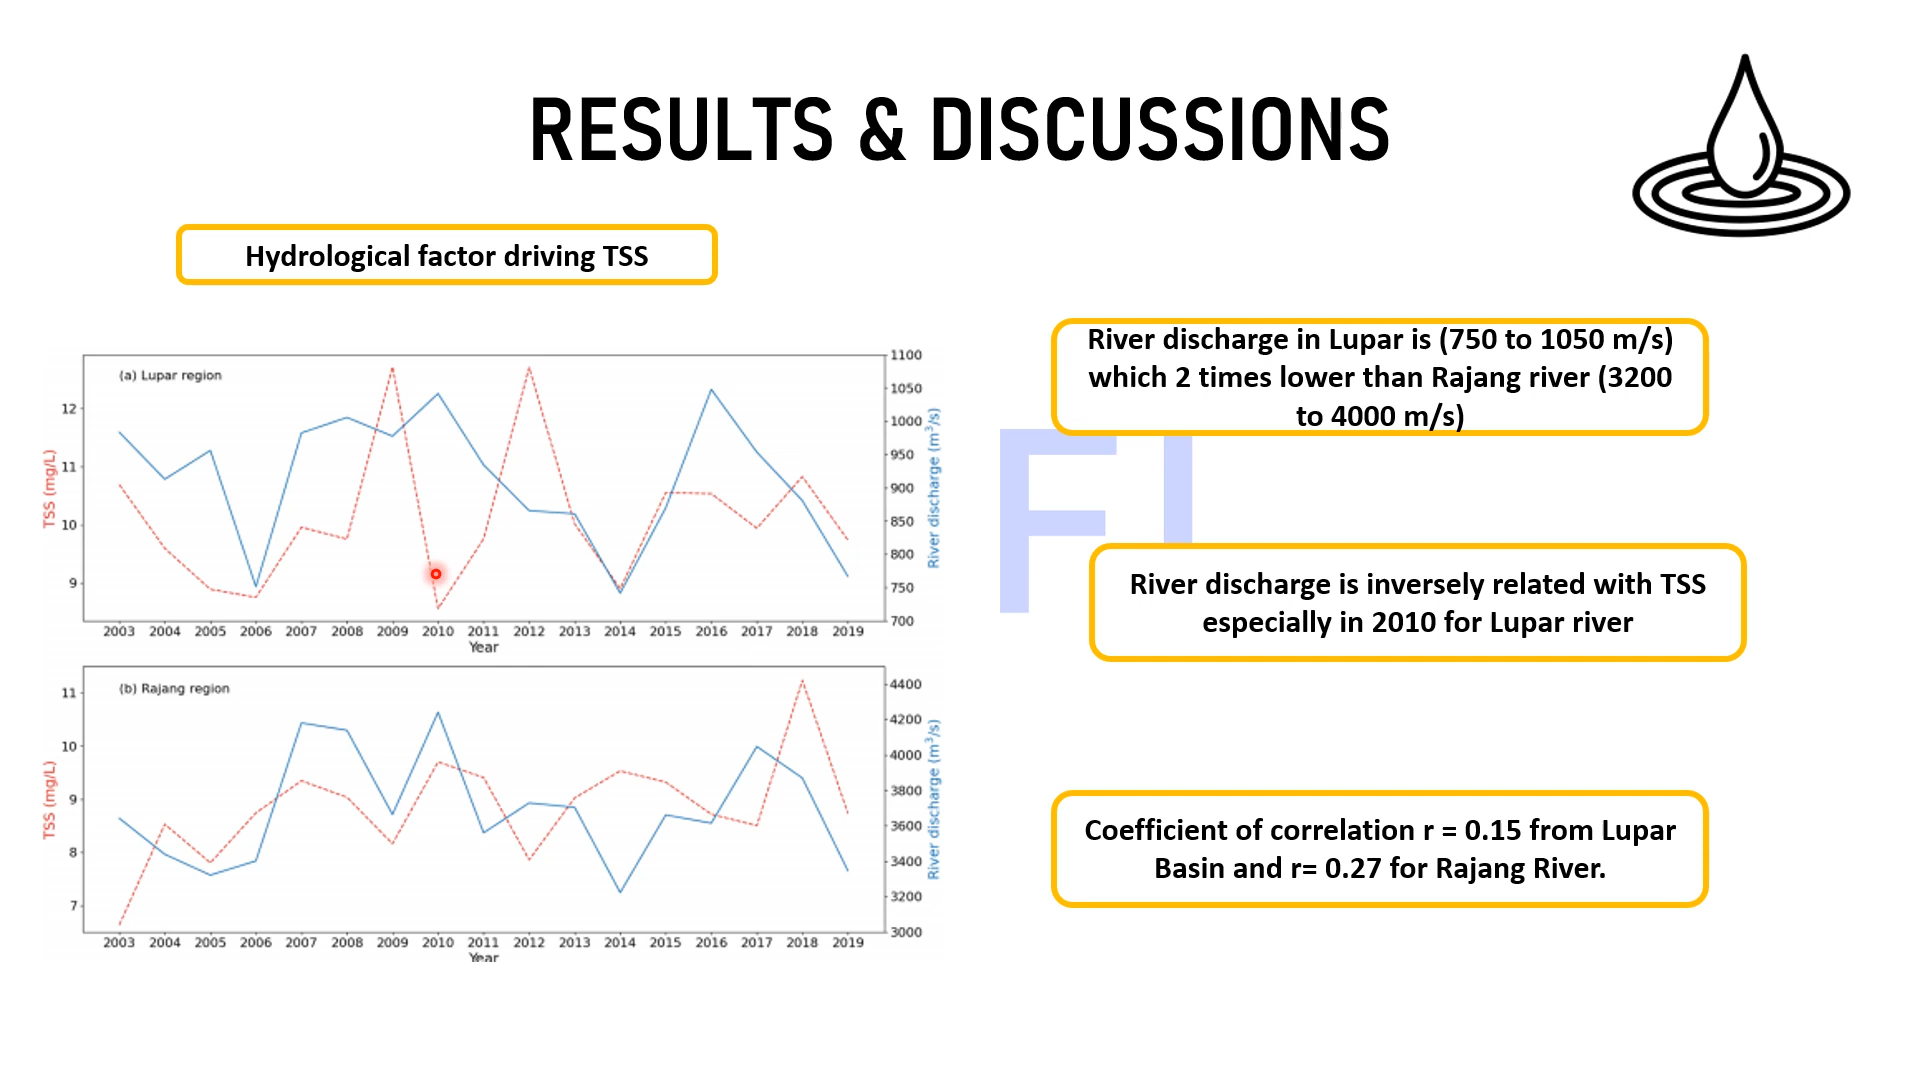 RESULTS & DISCUSSIONS
Hydrological factor driving TSS
(a) Lupar region
12
11
10
9
TSS (mg/L)
1100
1050
1000
950
900
850
800
750
700
River discharge (m³/s)
2003 2004 2005 2006 2007 2008 2009 2010 2011 2012 2013 2014 2015 2016 2017 2018 2019
Year
(b) Rajang region
11
10
9
8
7
TSS (mg/L)
4400
4200
4000
3800
3600
3400
3200
3000
River discharge (m³/s)
2003 2004 2005 2006 2007 2008 2009 2010 2011 2012 2013 2014 2015 2016 2017 2018 2019
Year
River discharge in Lupar is (750 to 1050 m/s)
which 2 times lower than Rajang river (3200
to 4000 m/s)
River discharge is inversely related with TSS
especially in 2010 for Lupar river
Coefficient of correlation r = 0.15 from Lupar
Basin and r= 0.27 for Rajang River.